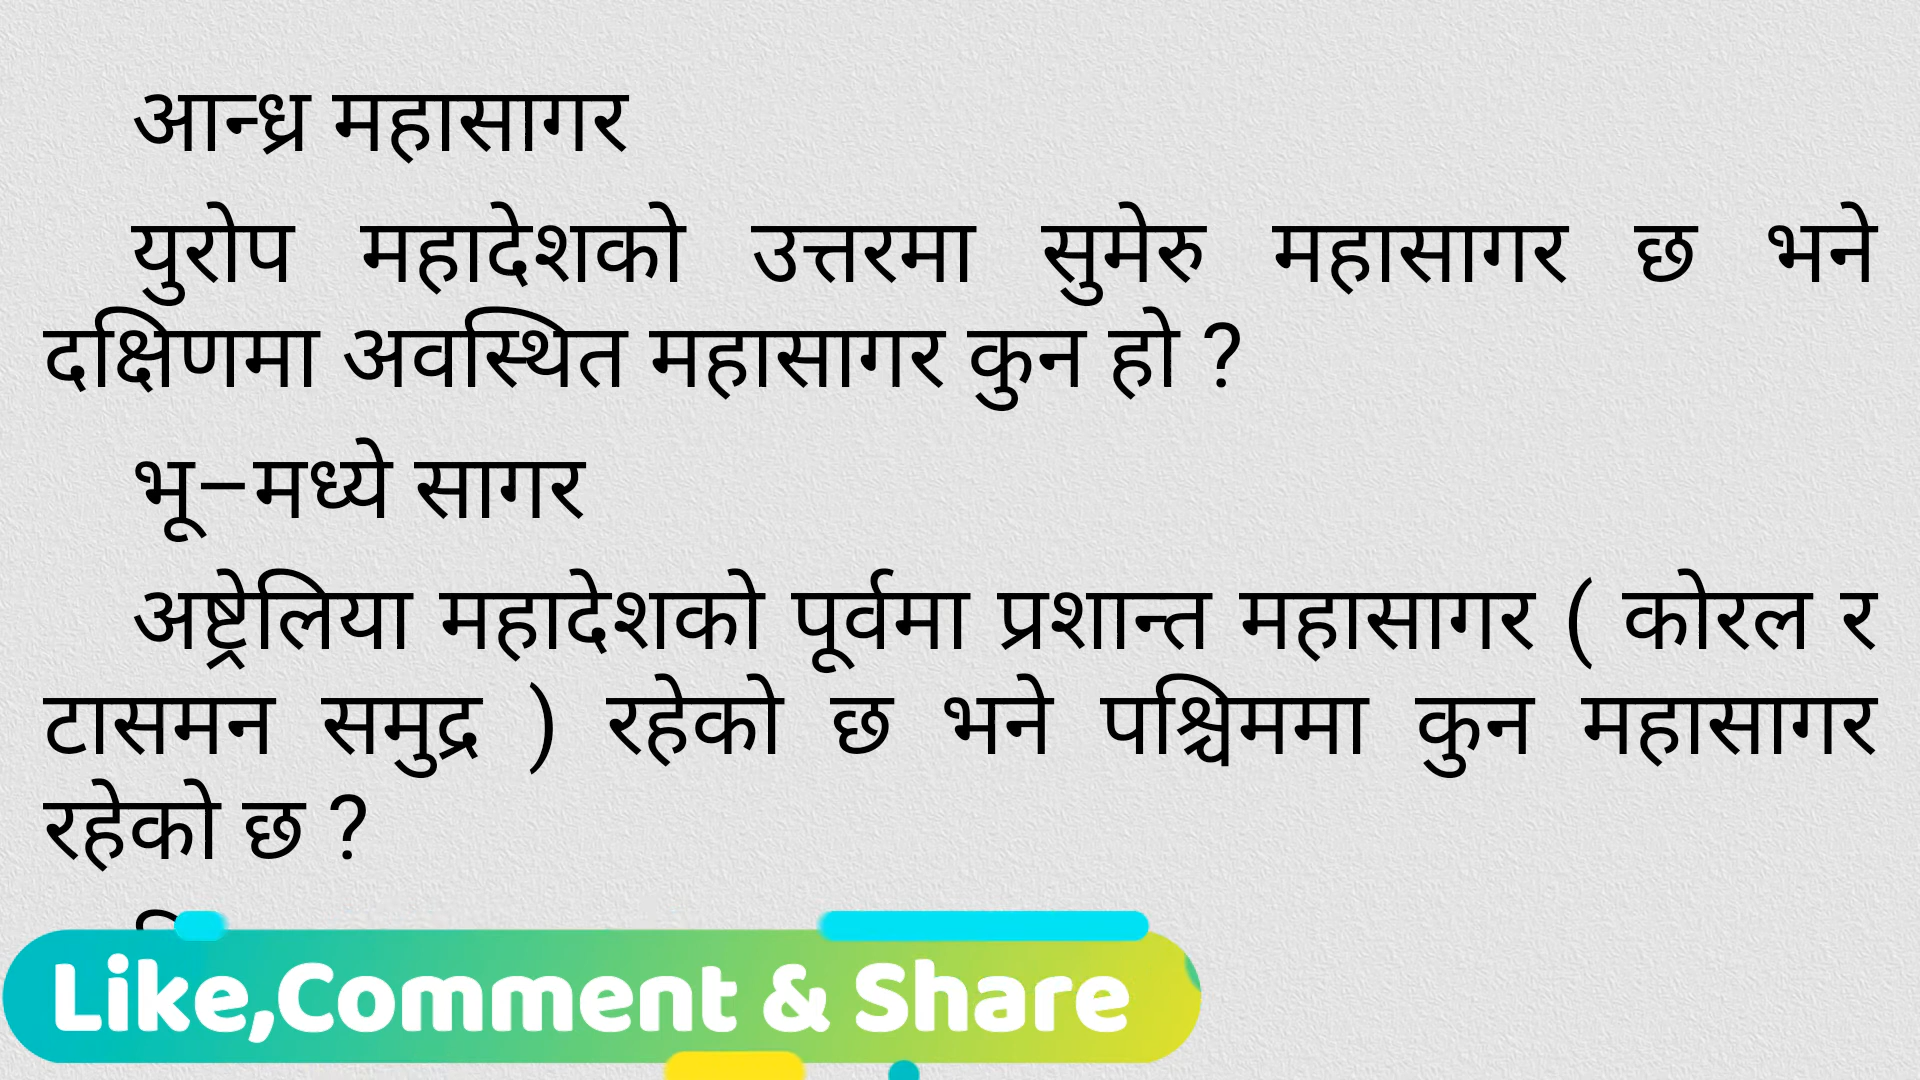 आन्ध्र महासागर
युरोप महादेशको उत्तरमा सुमेरु महासागर छ भने
दक्षिणमा अवस्थित महासागर कुन हो ?
भू–मध्ये सागर
अष्ट्रेलिया महादेशको पूर्वमा प्रशान्त महासागर ( कोरल र
टासमन समुद्र ) रहेको छ भने पश्चिममा कुन महासागर
रहेको छ ?
Like,Comment & Share